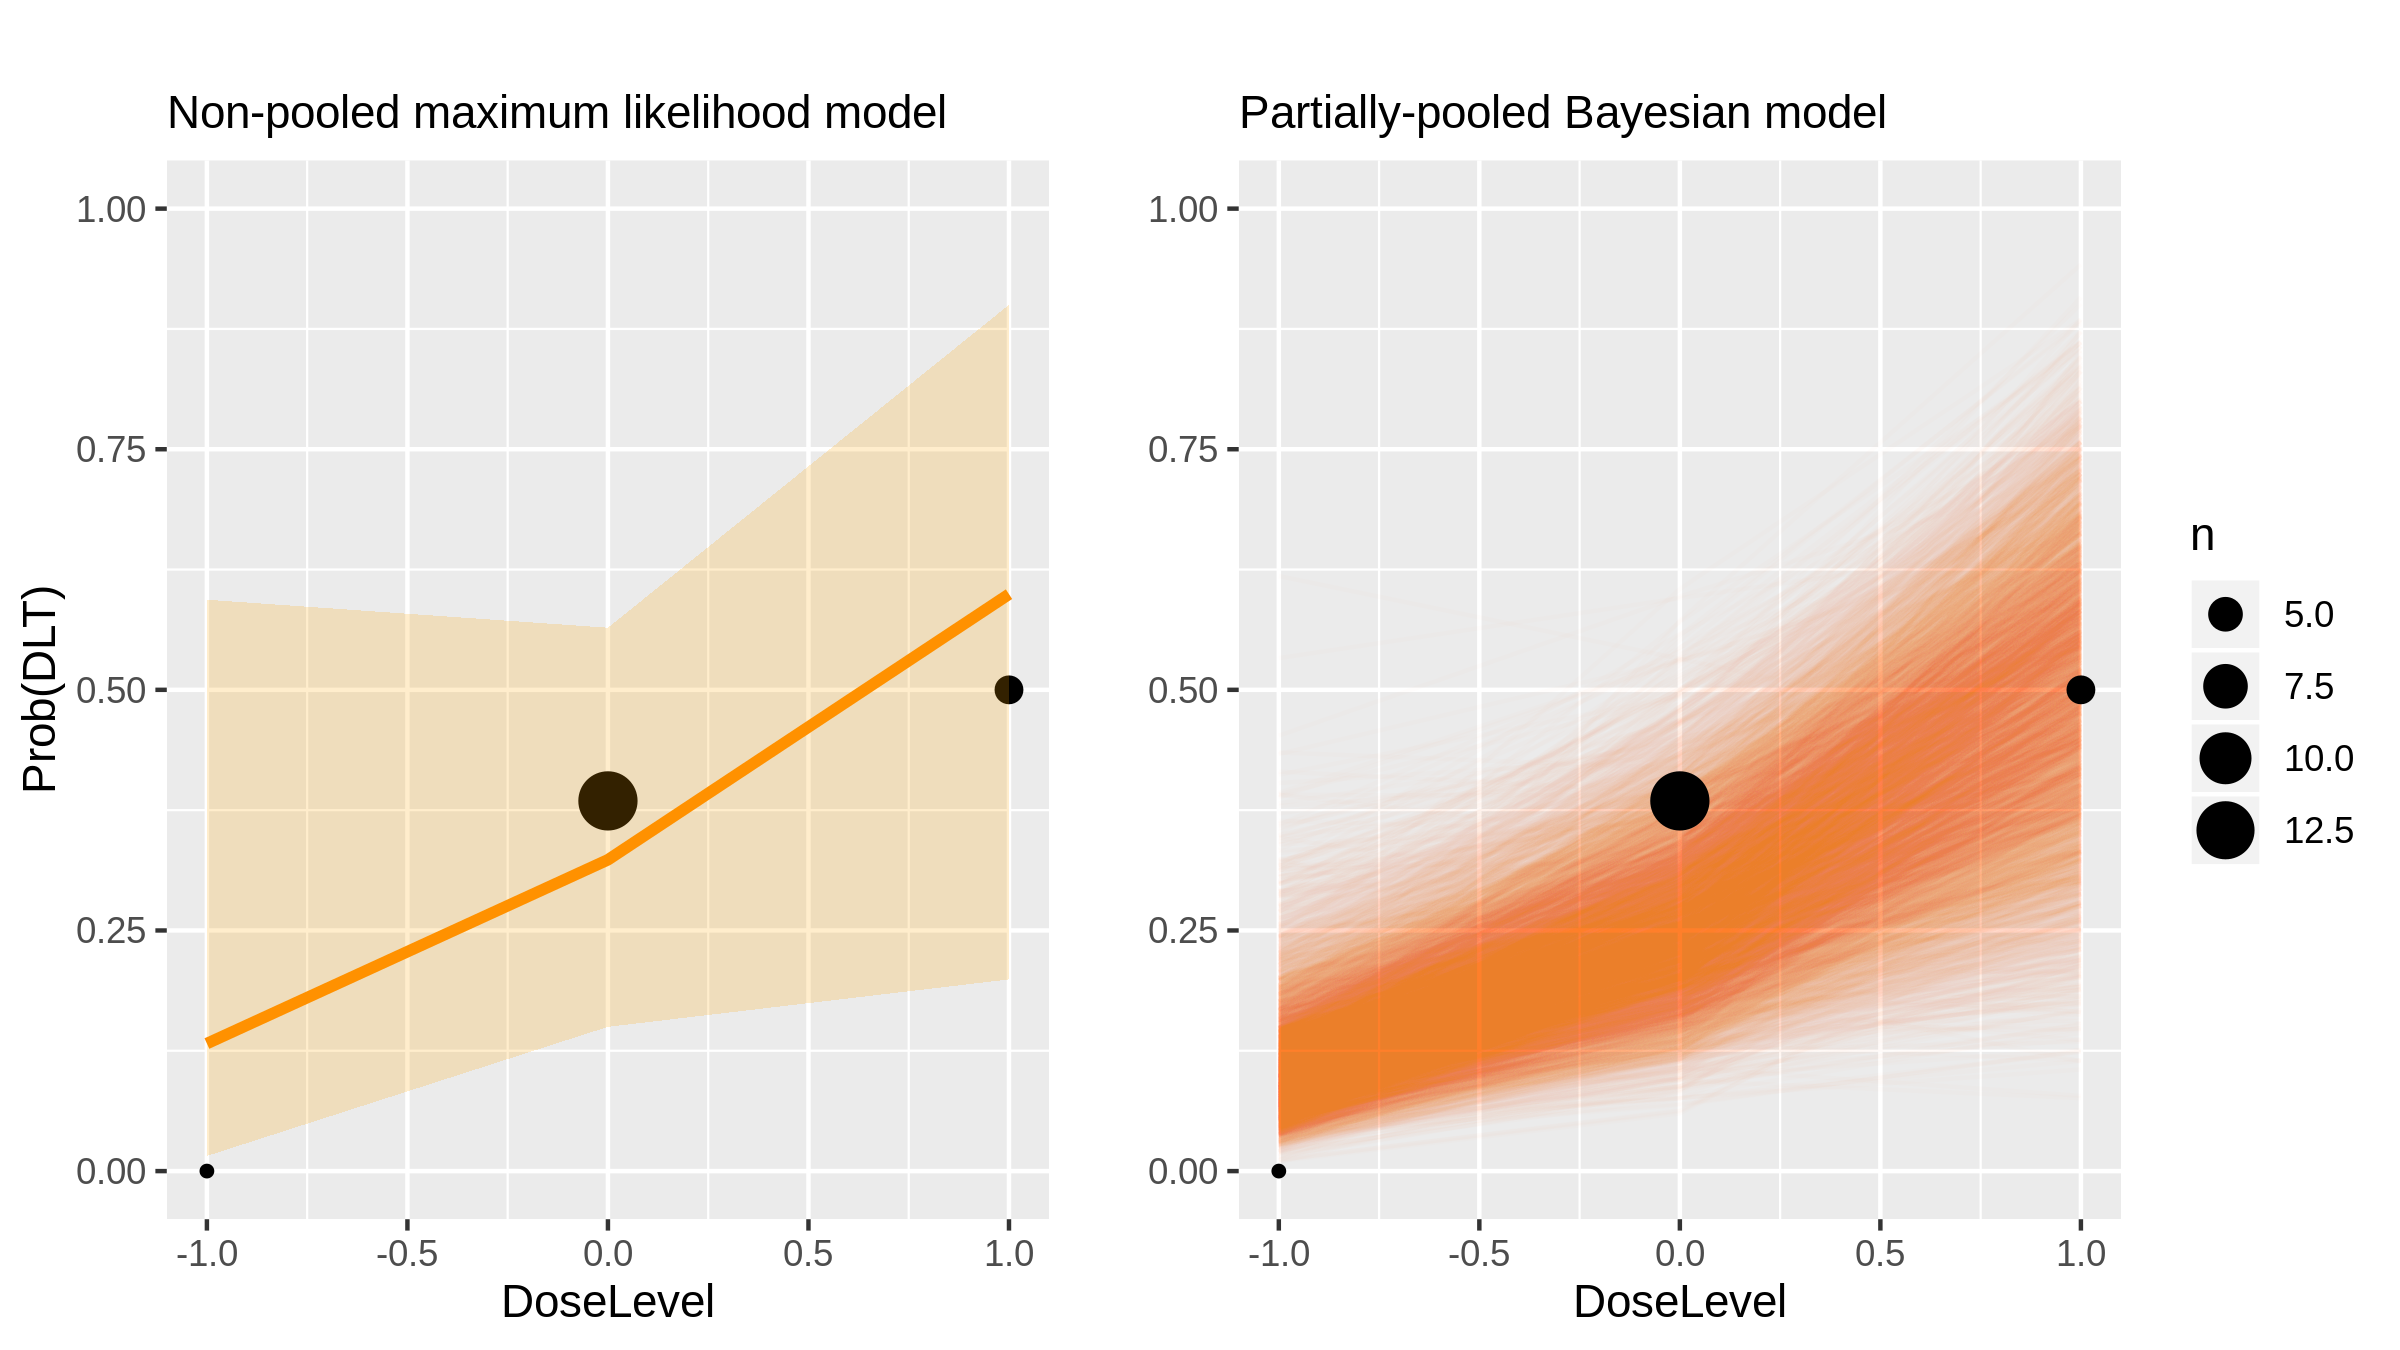 Non-pooled maximum likelihood model
Prob(DLT)
1.00
0.75
0.50
0.25
0.00
-1.0 -0.5 0.0 0.5 1.0
DoseLevel
Partially-pooled Bayesian model
1.00
0.75
0.50
0.25
0.00
-1.0 -0.5 0.0 0.5 1.0
DoseLevel
n
5.0
7.5
10.0
12.5